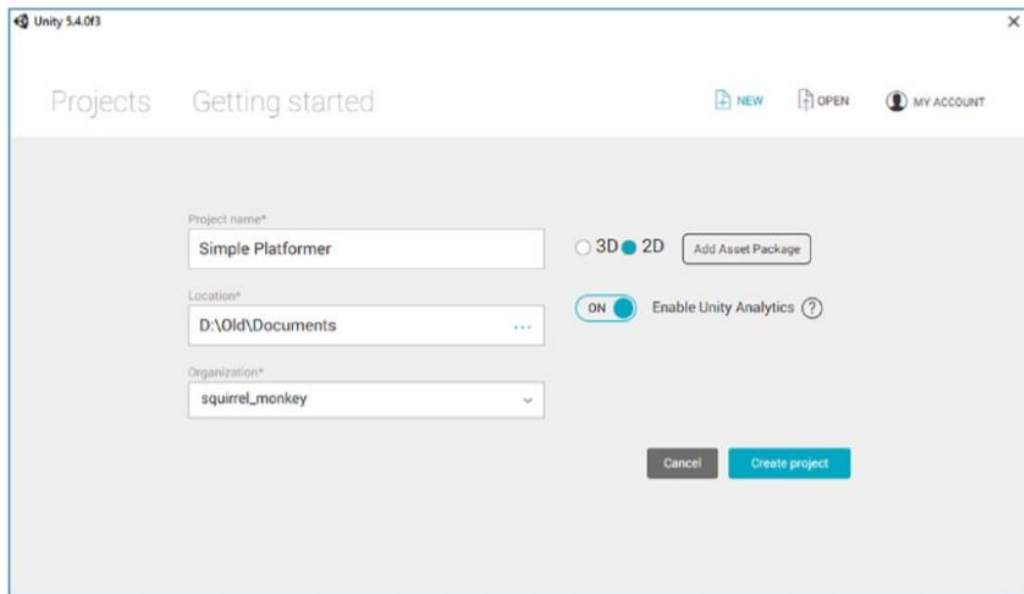 Unity 5.4.0f3
Projects Getting started NEW OPEN MY ACCOUNT
Project name*
Simple Platformer 3D 2D Add Asset Package
Location*
D:\Old\Documents ... ON Enable Unity Analytics ?
Organization*
squirrel_monkey
Cancel Create project